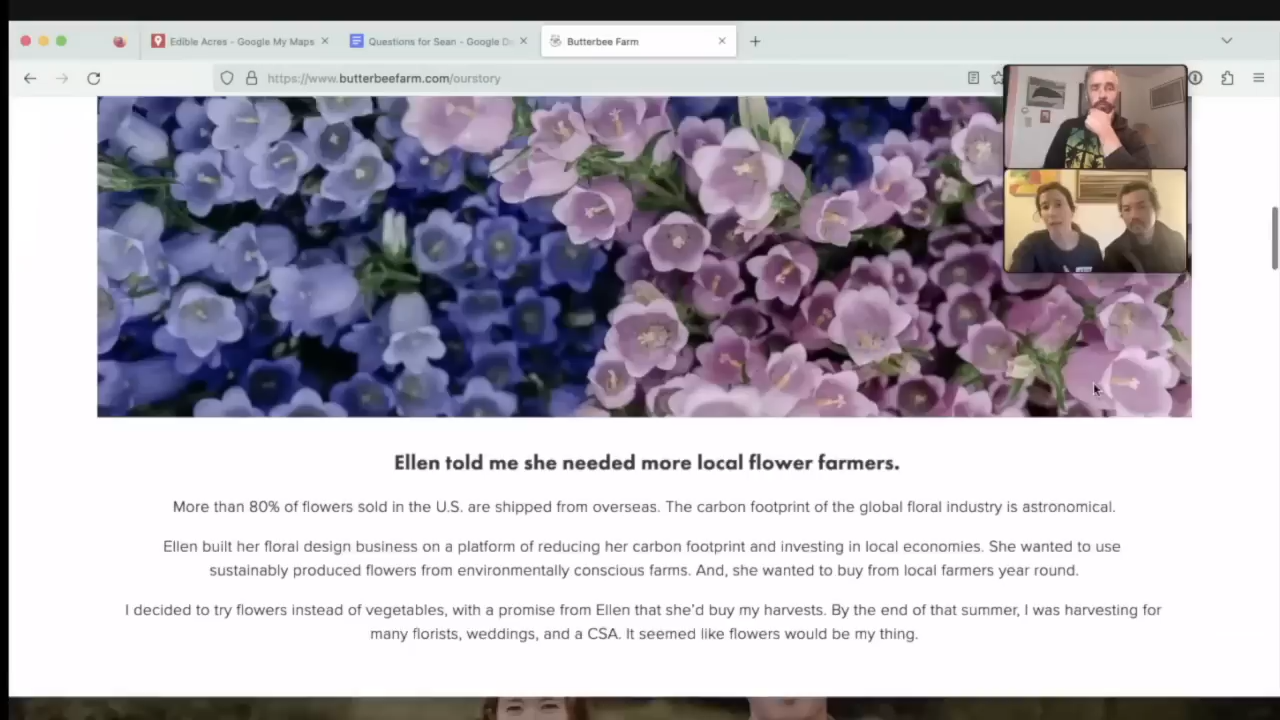 Edible Acres - Google My Maps
Questions for Sean - Google D
Butterbee Farm
https://www.butterbeefarm.com/ourstory
Ellen told me she needed more local flower farmers.
More than 80% of flowers sold in the U.S. are shipped from overseas. The carbon footprint of the global floral industry is astronomical.
Ellen built her floral design business on a platform of reducing her carbon footprint and investing in local economies. She wanted to use
sustainably produced flowers from environmentally conscious farms. And, she wanted to buy from local farmers year round.
I decided to try flowers instead of vegetables, with a promise from Ellen that she'd buy my harvests. By the end of that summer, I was harvesting for
many florists, weddings, and a CSA. It seemed like flowers would be my thing.